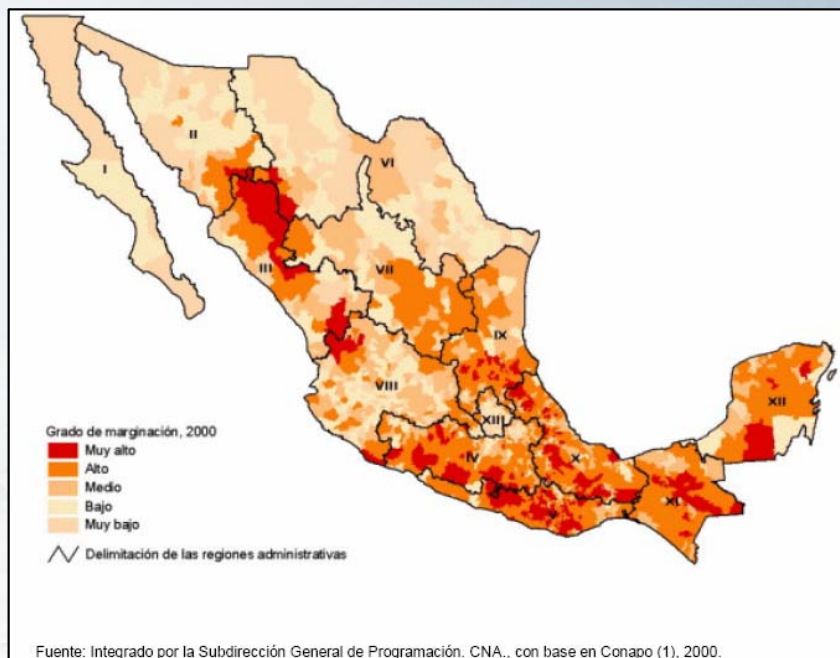 I
II
VI
III
VII
IX
VIII
XIII
XII
IV
X
XI
V
Grado de marginación, 2000
Muy alto
Alto
Medio
Bajo
Muy bajo
Delimitación de las regiones administrativas
Fuente: Integrado por la Subdirección General de Programación. CNA., con base en Conapo (1), 2000.